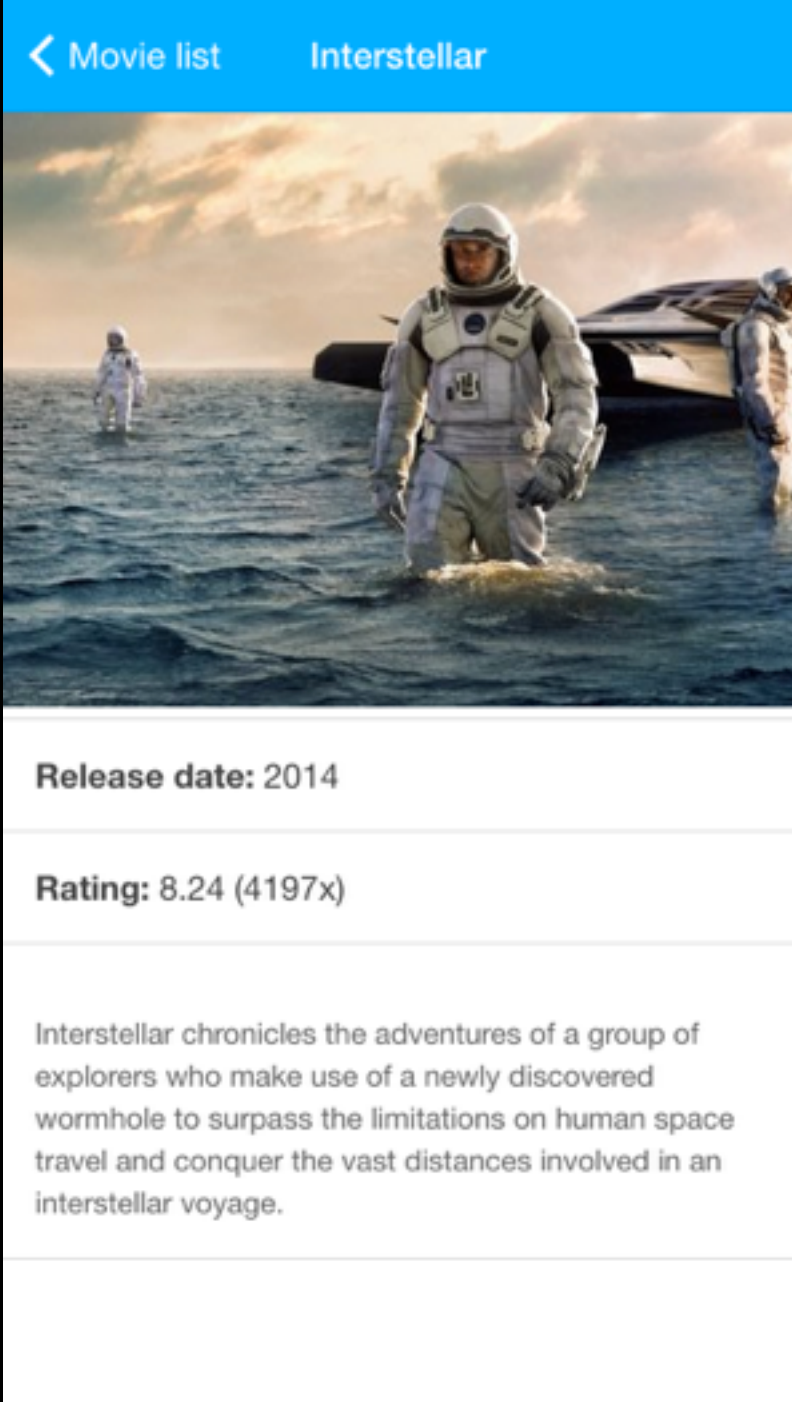 Movie list
Interstellar
Release date: 2014
Rating: 8.24 (4197x)
Interstellar chronicles the adventures of a group of
explorers who make use of a newly discovered
wormhole to surpass the limitations on human space
travel and conquer the vast distances involved in an
interstellar voyage.